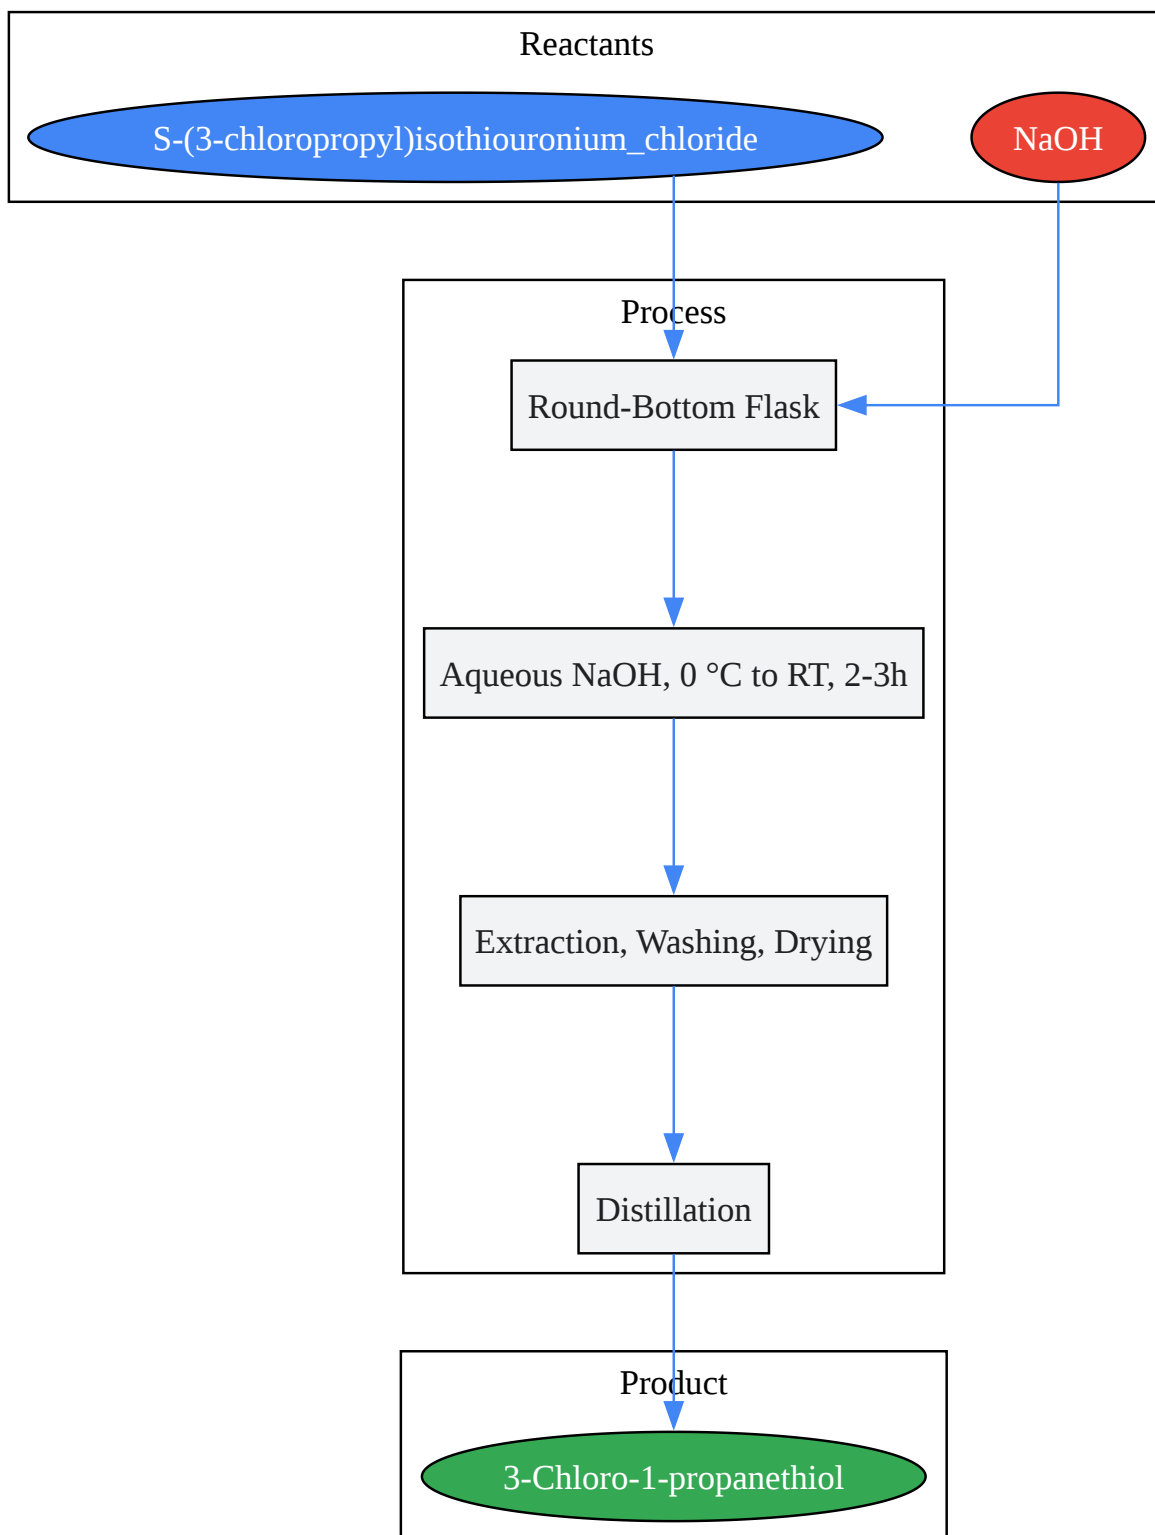 Reactants
S-(3-chloropropyl)isothiouronium_chloride
NaOH
Process
Round-Bottom Flask
Aqueous NaOH, 0 °C to RT, 2-3h
Extraction, Washing, Drying
Distillation
Product
3-Chloro-1-propanethiol